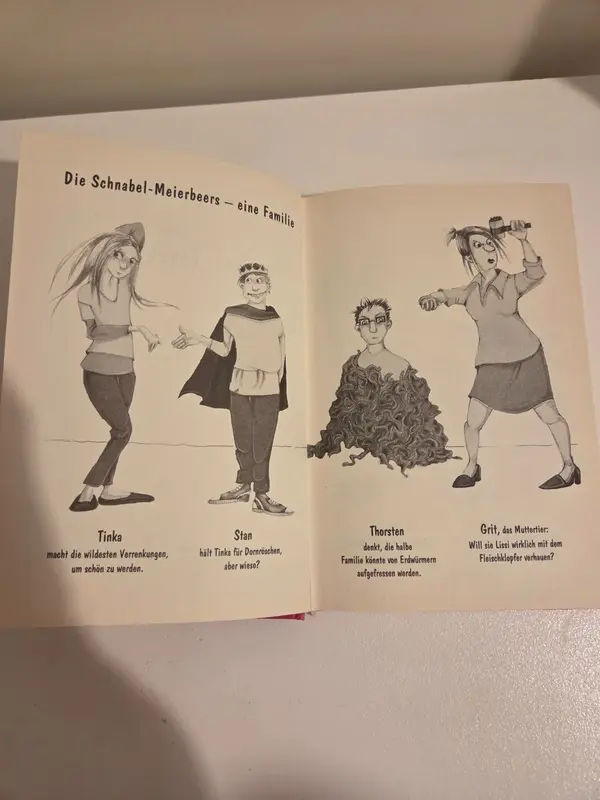 Die Schnabel-Meierbeers – eine Familie
Tinka
macht die wildesten Verrenkungen,
um schön zu werden.
Stan
hält Tinka für Dornröschen,
aber wieso?
Thorsten
denkt, die halbe
Familie könnte von Erdwürmern
aufgefressen werden.
Grit, das Muttertier:
Will sie Lissi wirklich mit dem
Fleischklopfer verhauen?